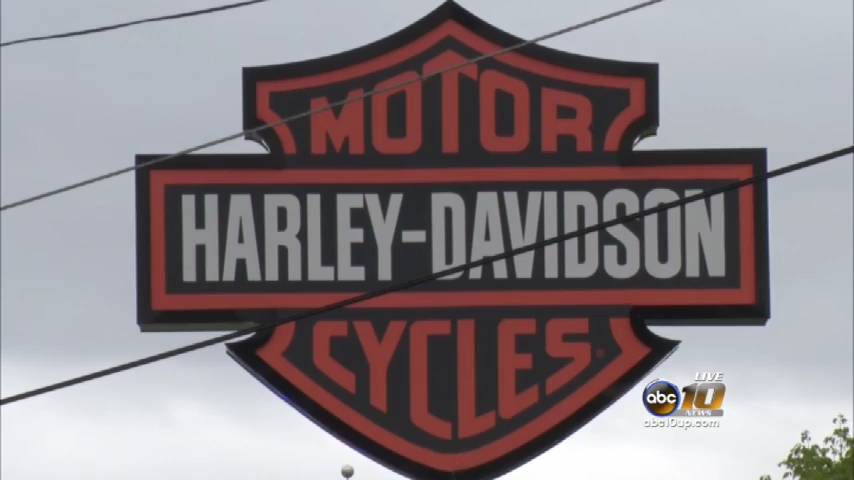 MOTOR
HARLEY-DAVIDSON
CYCLES
LIVE
abc 10
NEWS
abc10up.com